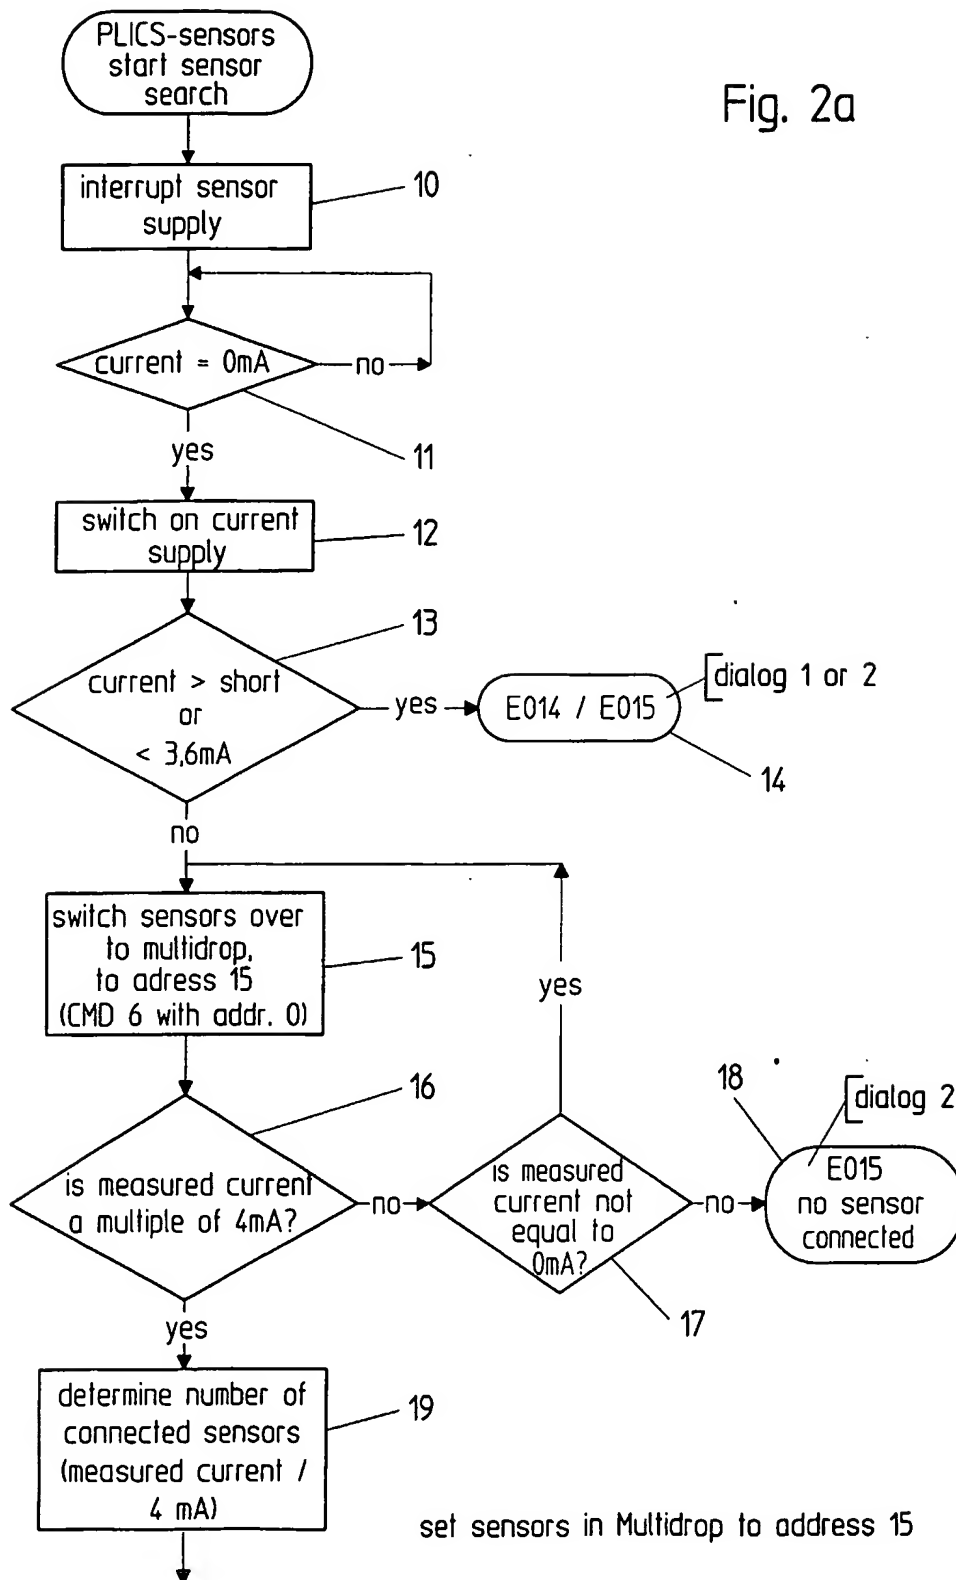 PLICS-sensors
start sensor
search
Fig. 2a
interrupt sensor
supply
10
current = 0mA
no
11
yes
switch on current
supply
12
13
current > short
or
< 3,6mA
yes
E014 / E015
dialog 1 or 2
14
no
switch sensors over
to multidrop,
to adress 15
(CMD 6 with addr. 0)
15
yes
16
is measured current
a multiple of 4mA?
no
is measured
current not
equal to
0mA?
17
no
18
dialog 2
E015
no sensor
connected
yes
determine number of
connected sensors
(measured current /
4 mA)
19
set sensors in Multidrop to address 15